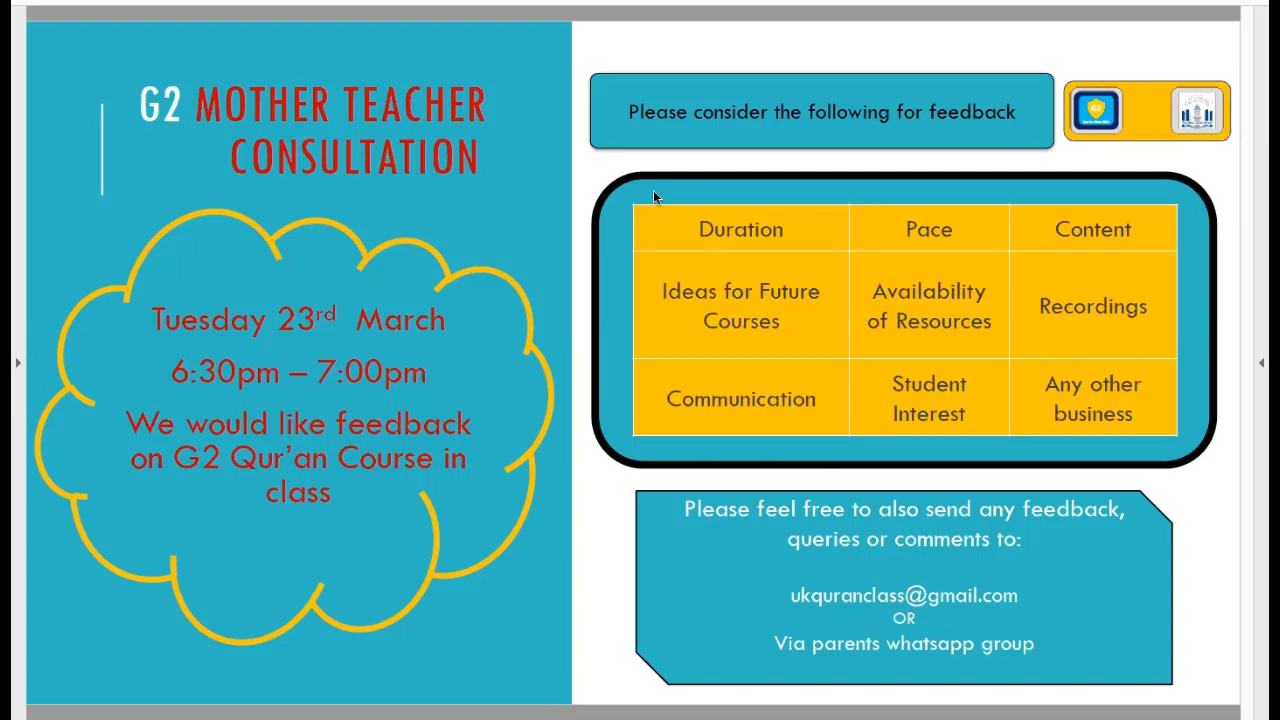 G2 MOTHER TEACHER
CONSULTATION
Tuesday 23rd March
6:30pm – 7:00pm
We would like feedback
on G2 Qur'an Course in
class
Please consider the following for feedback
G2
Duration
Pace
Content
Ideas for Future
Courses
Availability
of Resources
Recordings
Communication
Student
Interest
Any other
business
Please feel free to also send any feedback,
queries or comments to:
ukquranclass@gmail.com
OR
Via parents whatsapp group